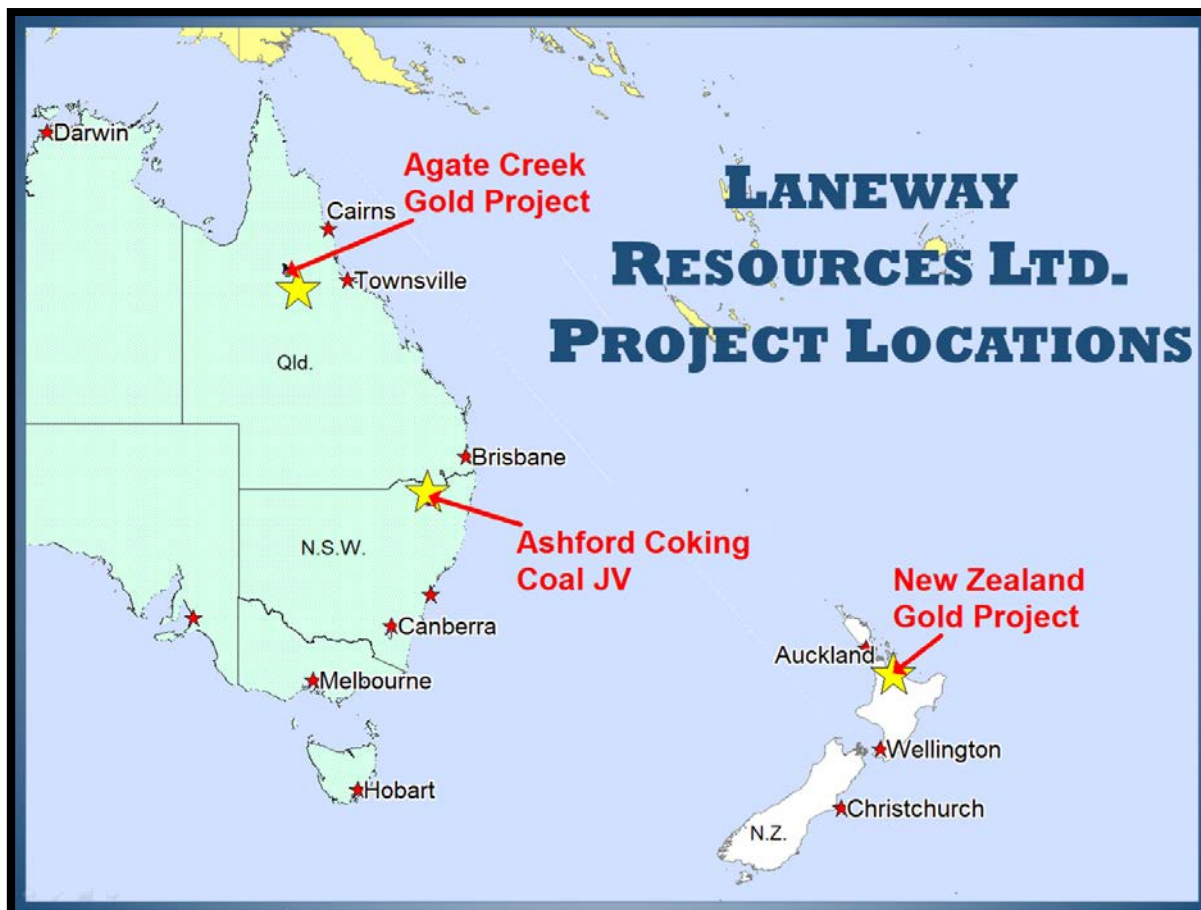 LANEWAY
RESOURCES LTD.
PROJECT LOCATIONS
Darwin
Agate Creek
Gold Project
Cairns
Townsville
Qld.
Brisbane
N.S.W.
Ashford Coking
Coal JV
Canberra
Melbourne
Hobart
New Zealand
Gold Project
Auckland
Wellington
Christchurch
N.Z.